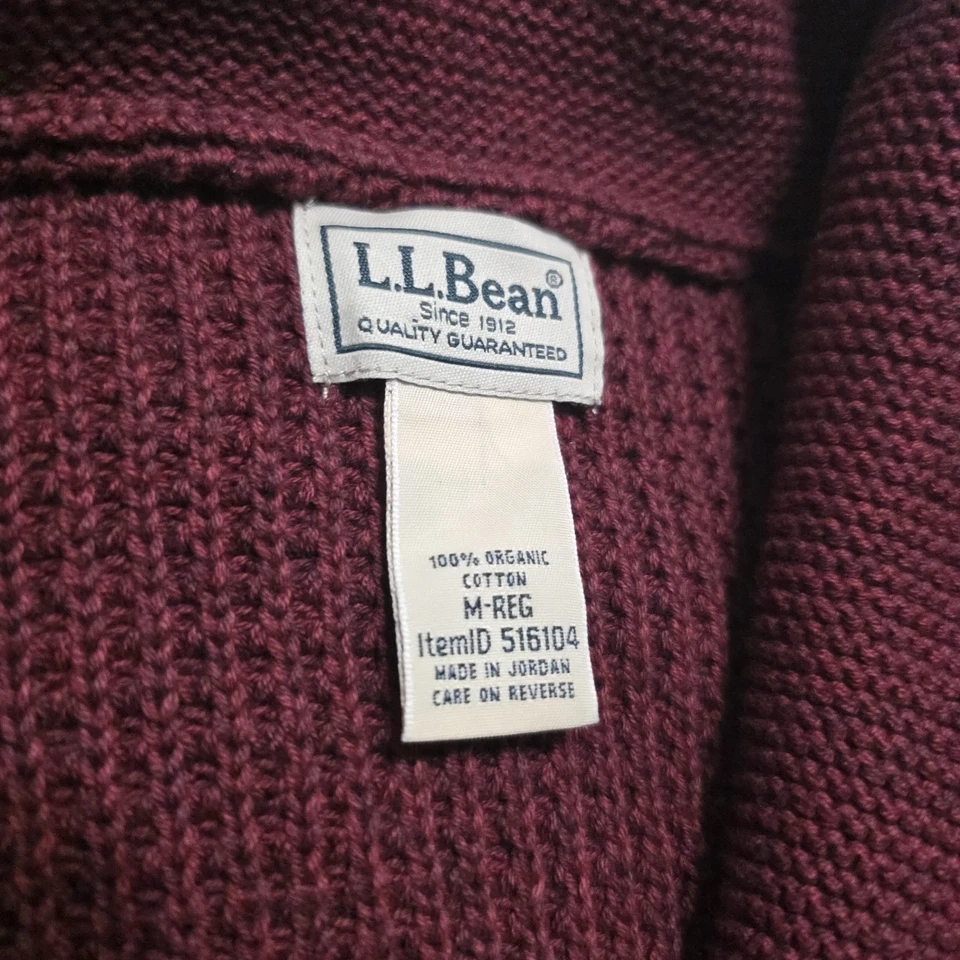 L.L.Bean®
Since 1912
QUALITY GUARANTEED
100% ORGANIC
COTTON
M-REG
ItemID 516104
MADE IN JORDAN
CARE ON REVERSE